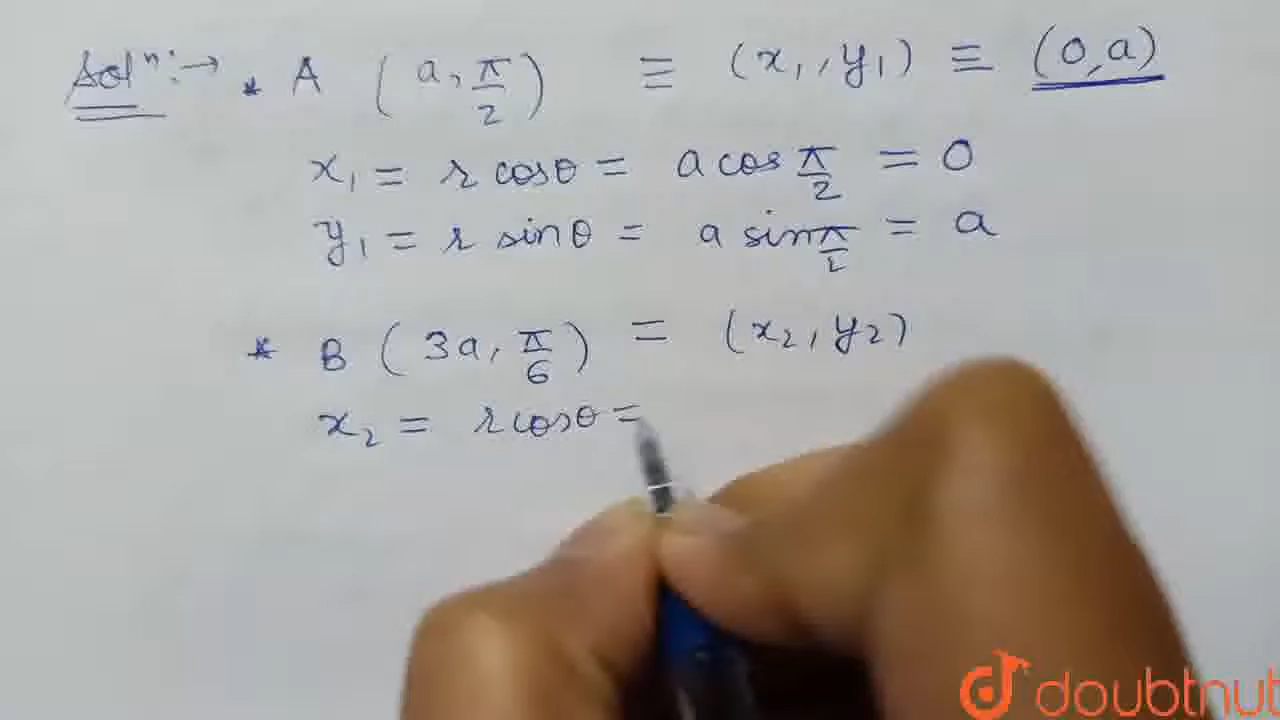 Solⁿ:→ * A (a, π/2) ≡ (x₁, y₁) ≡ (0, a)
x₁ = r cosθ = a cos π/2 = 0
y₁ = r sinθ = a sin π/2 = a
* B (3a, π/6) = (x₂, y₂)
x₂ = r cosθ =
doubtnut